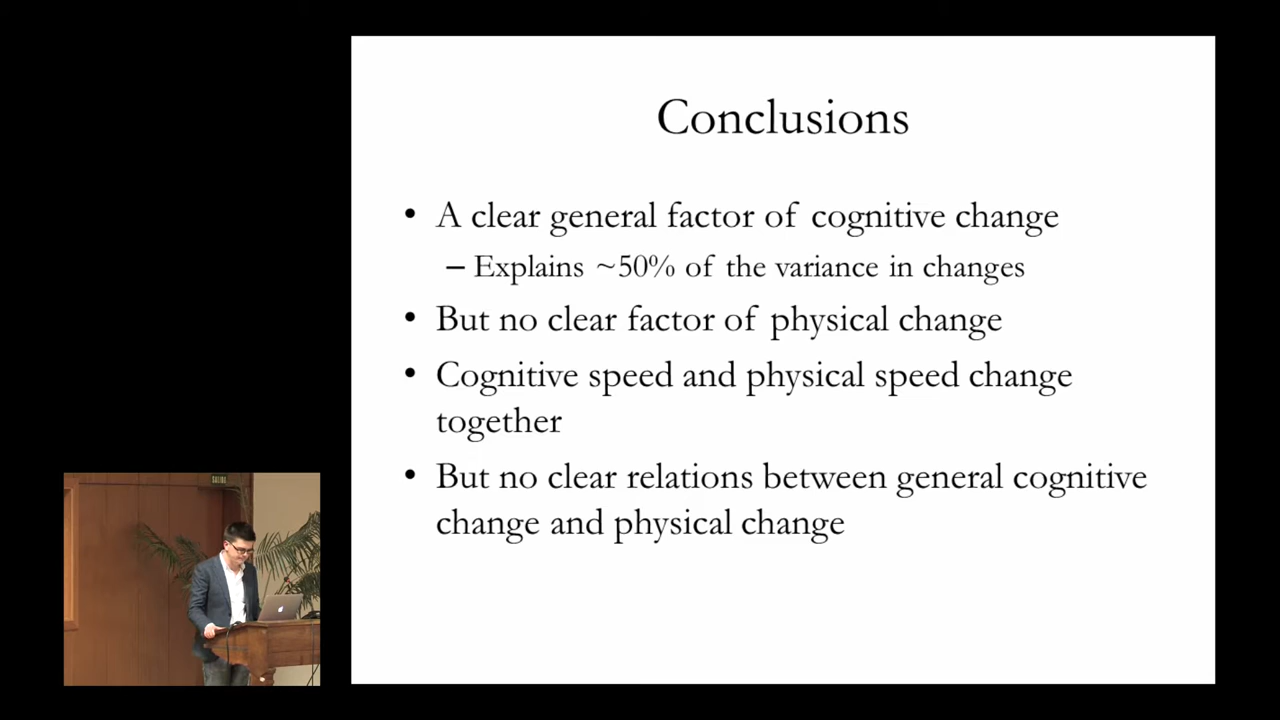 Conclusions
• A clear general factor of cognitive change
– Explains ~50% of the variance in changes
• But no clear factor of physical change
• Cognitive speed and physical speed change
together
• But no clear relations between general cognitive
change and physical change
SALIDA